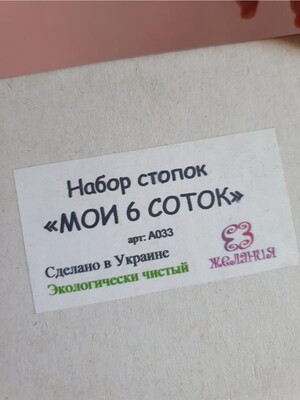 Набор стопок
«МОИ 6 СОТОК»
арт: А033
Сделано в Украине
Экологически чистый
ЖЕЛАНИЯ